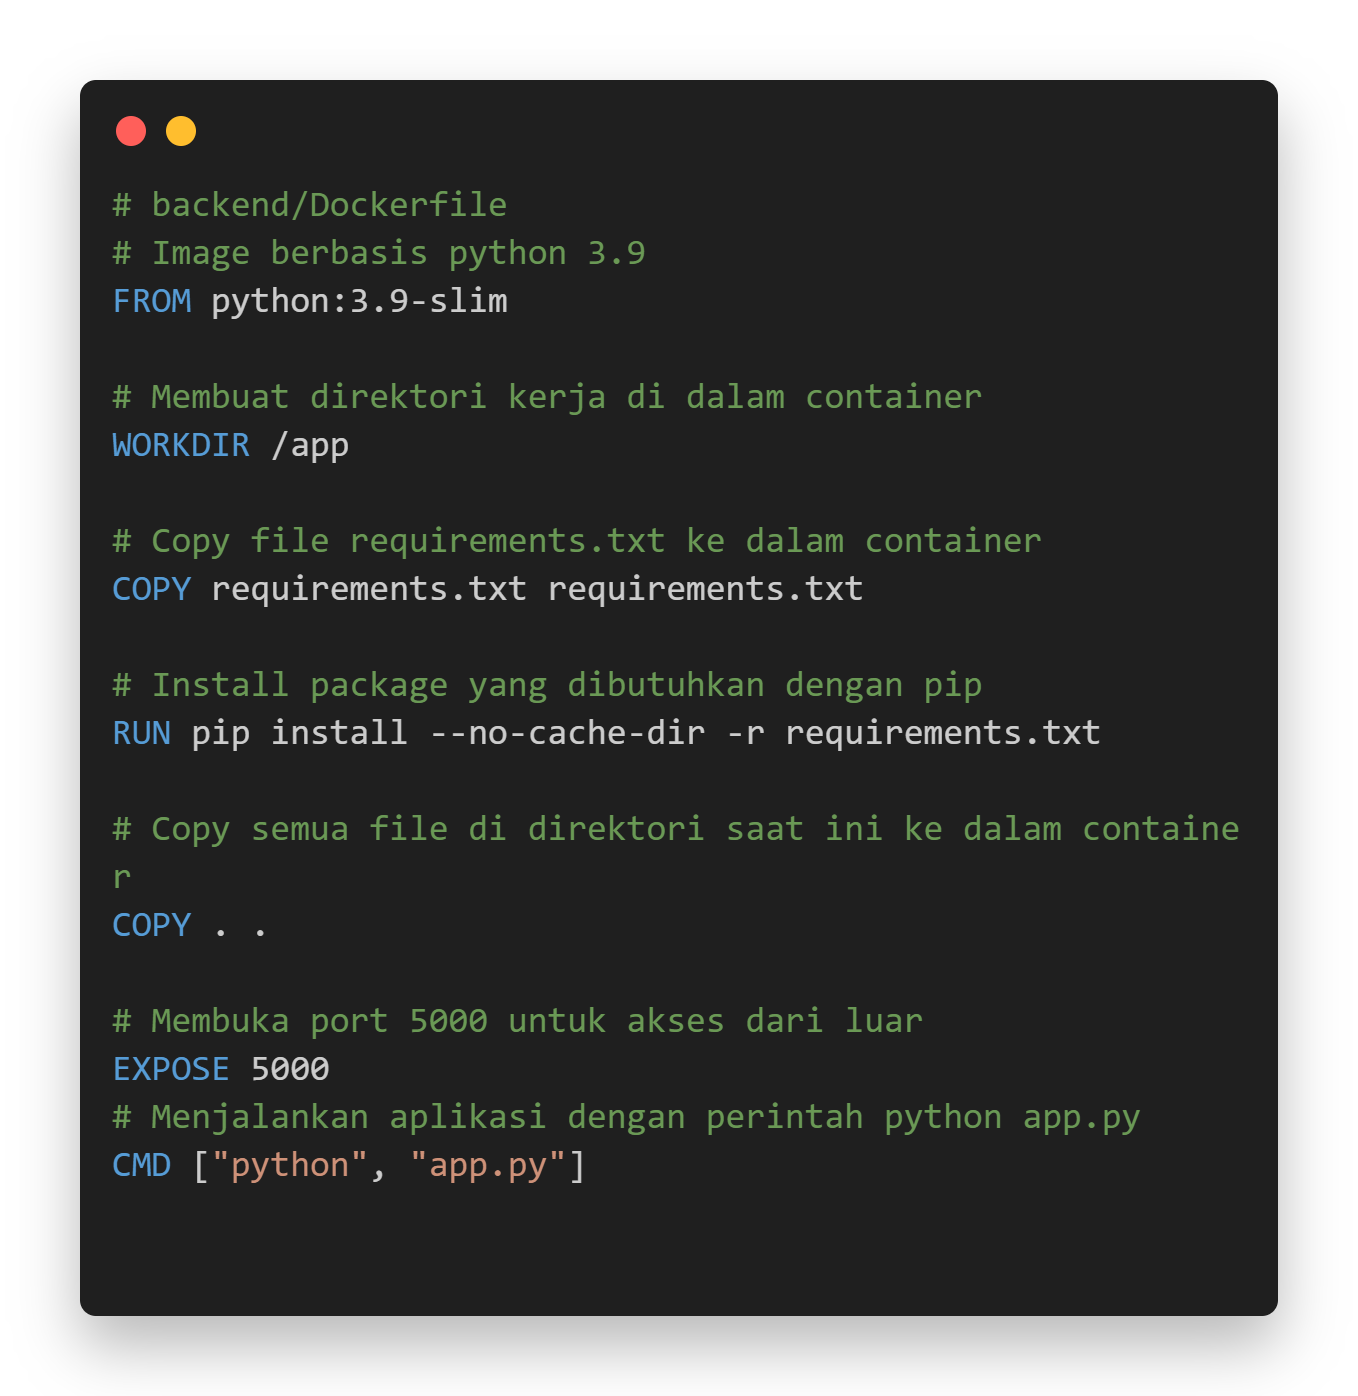 # backend/Dockerfile
# Image berbasis python 3.9
FROM python:3.9-slim
# Membuat direktori kerja di dalam container
WORKDIR /app
# Copy file requirements.txt ke dalam container
COPY requirements.txt requirements.txt
# Install package yang dibutuhkan dengan pip
RUN pip install --no-cache-dir -r requirements.txt
# Copy semua file di direktori saat ini ke dalam containe
r
COPY . .
# Membuka port 5000 untuk akses dari luar
EXPOSE 5000
# Menjalankan aplikasi dengan perintah python app.py
CMD ["python", "app.py"]